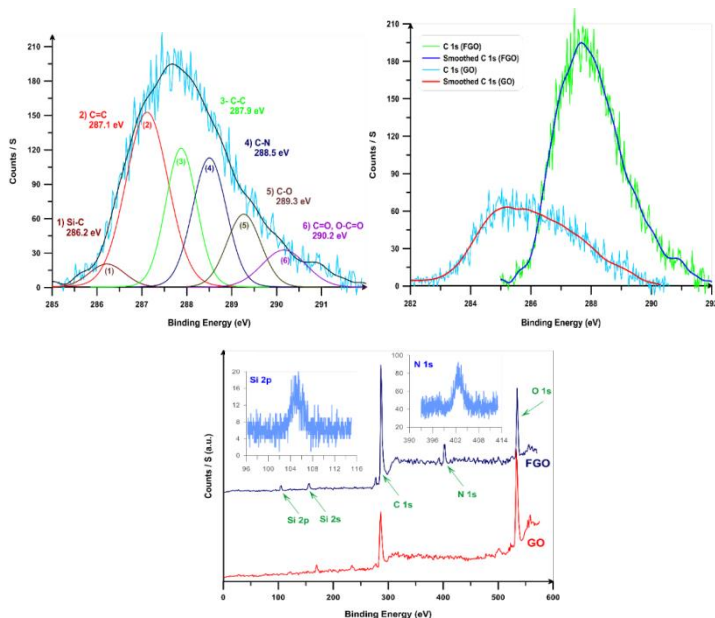 210
180
150
120
90
60
30
0
Counts / S
2) C=C
287.1 eV
(2)
3- C-C
287.9 eV
(3)
4) C-N
288.5 eV
(4)
5) C-O
289.3 eV
(5)
1) Si-C
286.2 eV
(1)
6) C=O, O-C=O
290.2 eV
(6)
285 286 287 288 289 290 291
Binding Energy (eV)
C 1s (FGO)
Smoothed C 1s (FGO)
C 1s (GO)
Smoothed C 1s (GO)
210
180
150
120
90
60
30
0
Counts / S
282 284 286 288 290 292
Binding Energy (eV)
Counts / S (a.u.)
Si 2p
20
16
12
8
4
0
96 100 104 108 112 116
N 1s
100
80
60
40
20
390 396 402 408 414
O 1s
FGO
Si 2p
Si 2s
C 1s
N 1s
GO
0 100 200 300 400 500 600
Binding Energy (eV)